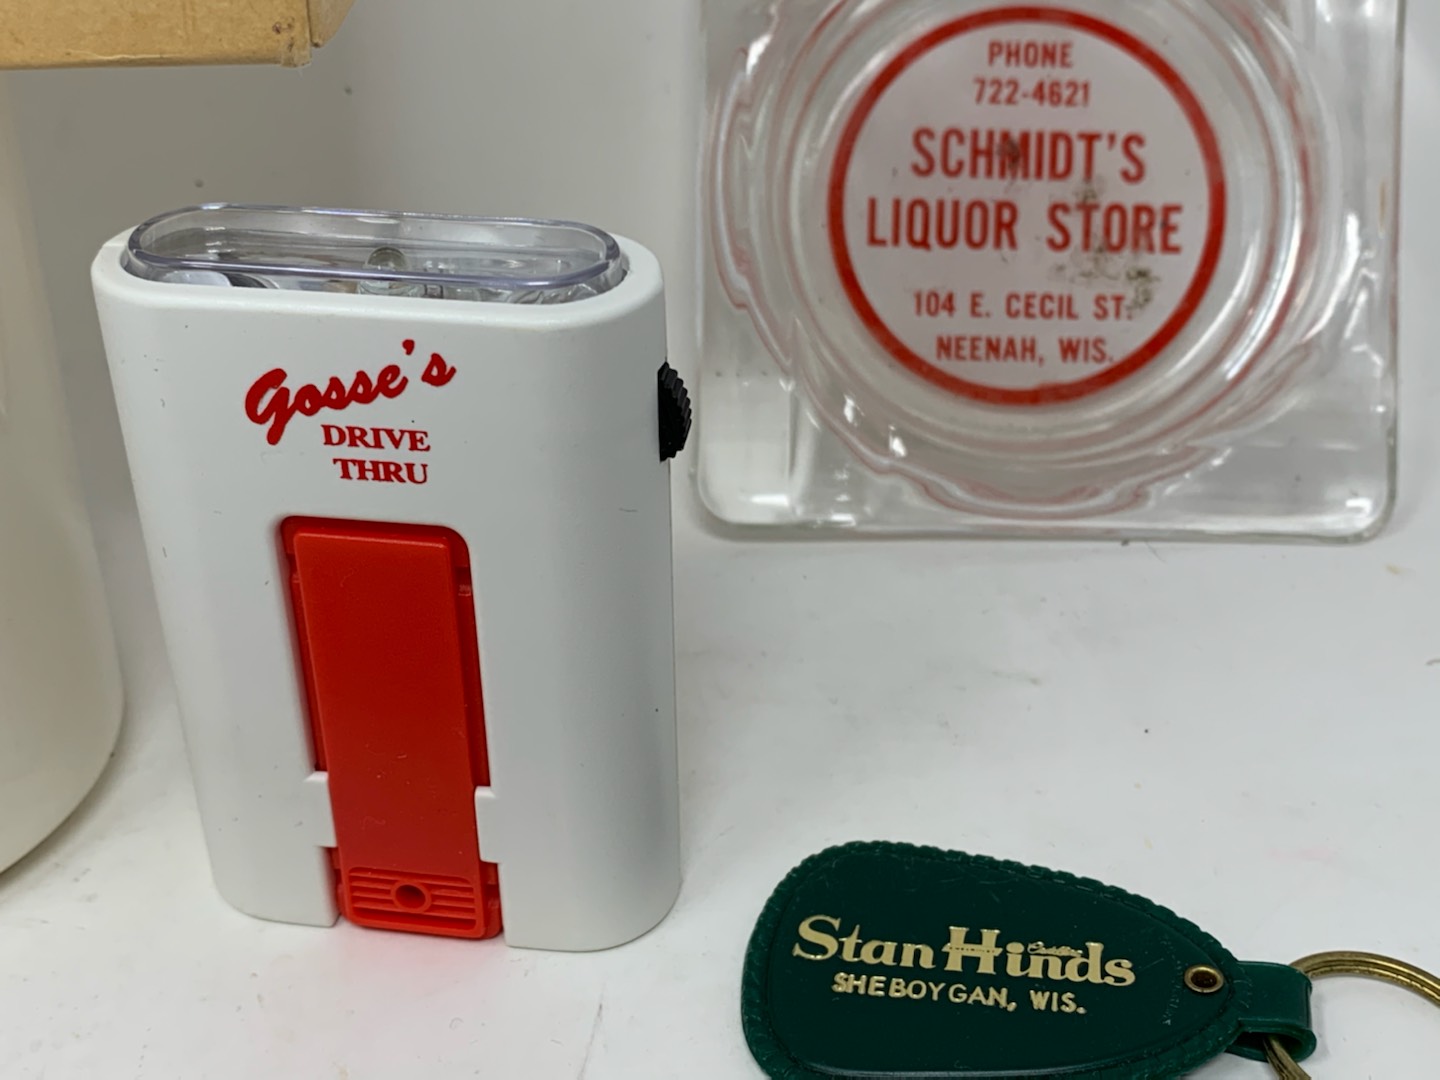 PHONE
722-4621
SCHMIDT'S
LIQUOR STORE
104 E. CECIL ST.
NEENAH, WIS.
Gosse's
DRIVE
THRU
Stan Hinds
SHEBOYGAN, WIS.